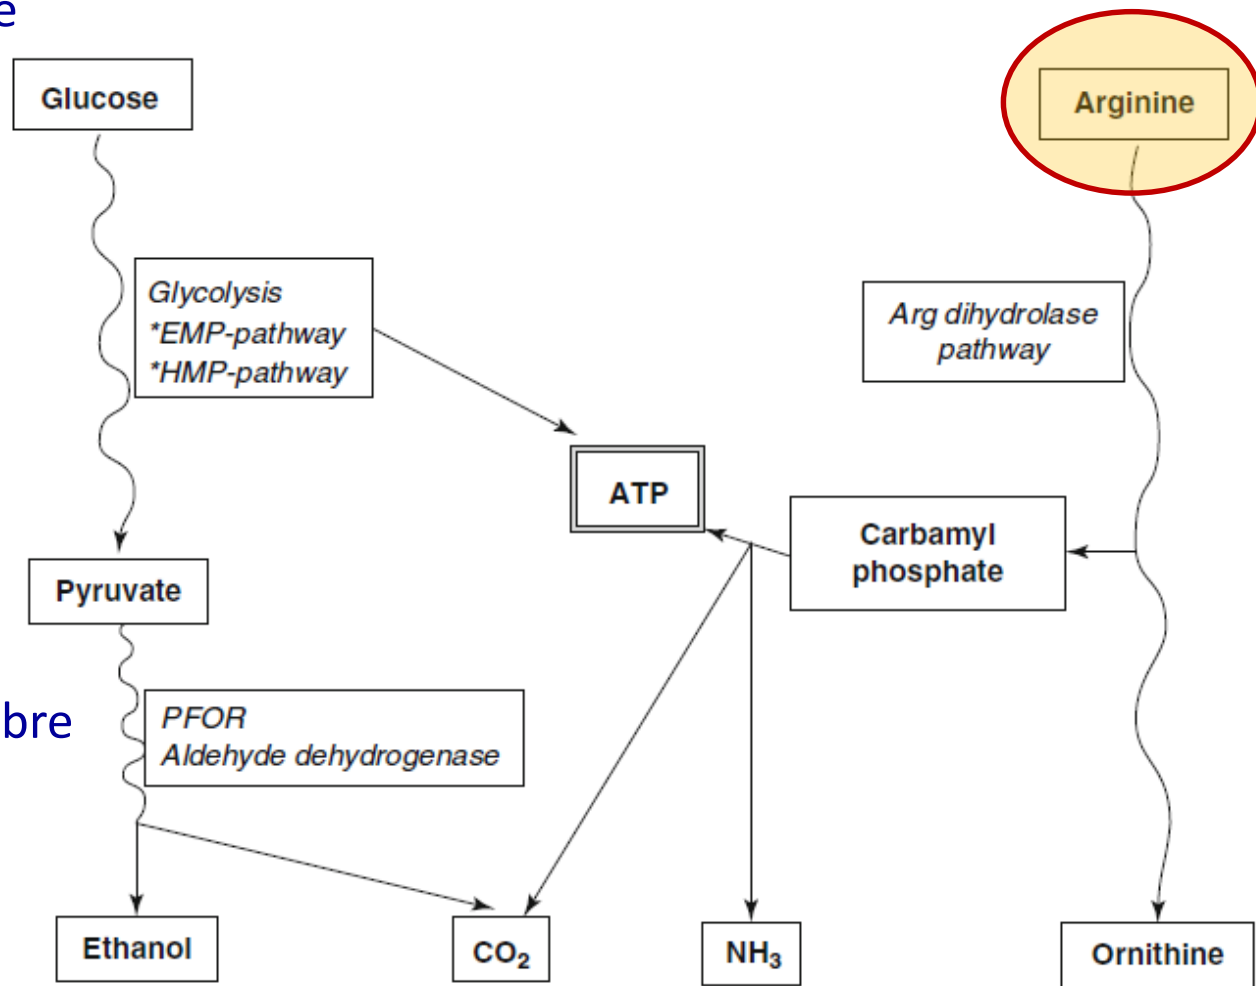 e
Glucose
Arginine
Glycolysis
*EMP-pathway
*HMP-pathway
Arg dihydrolase
pathway
ATP
Carbamyl
phosphate
Pyruvate
bre
PFOR
Aldehyde dehydrogenase
Ethanol
CO₂
NH₃
Ornithine